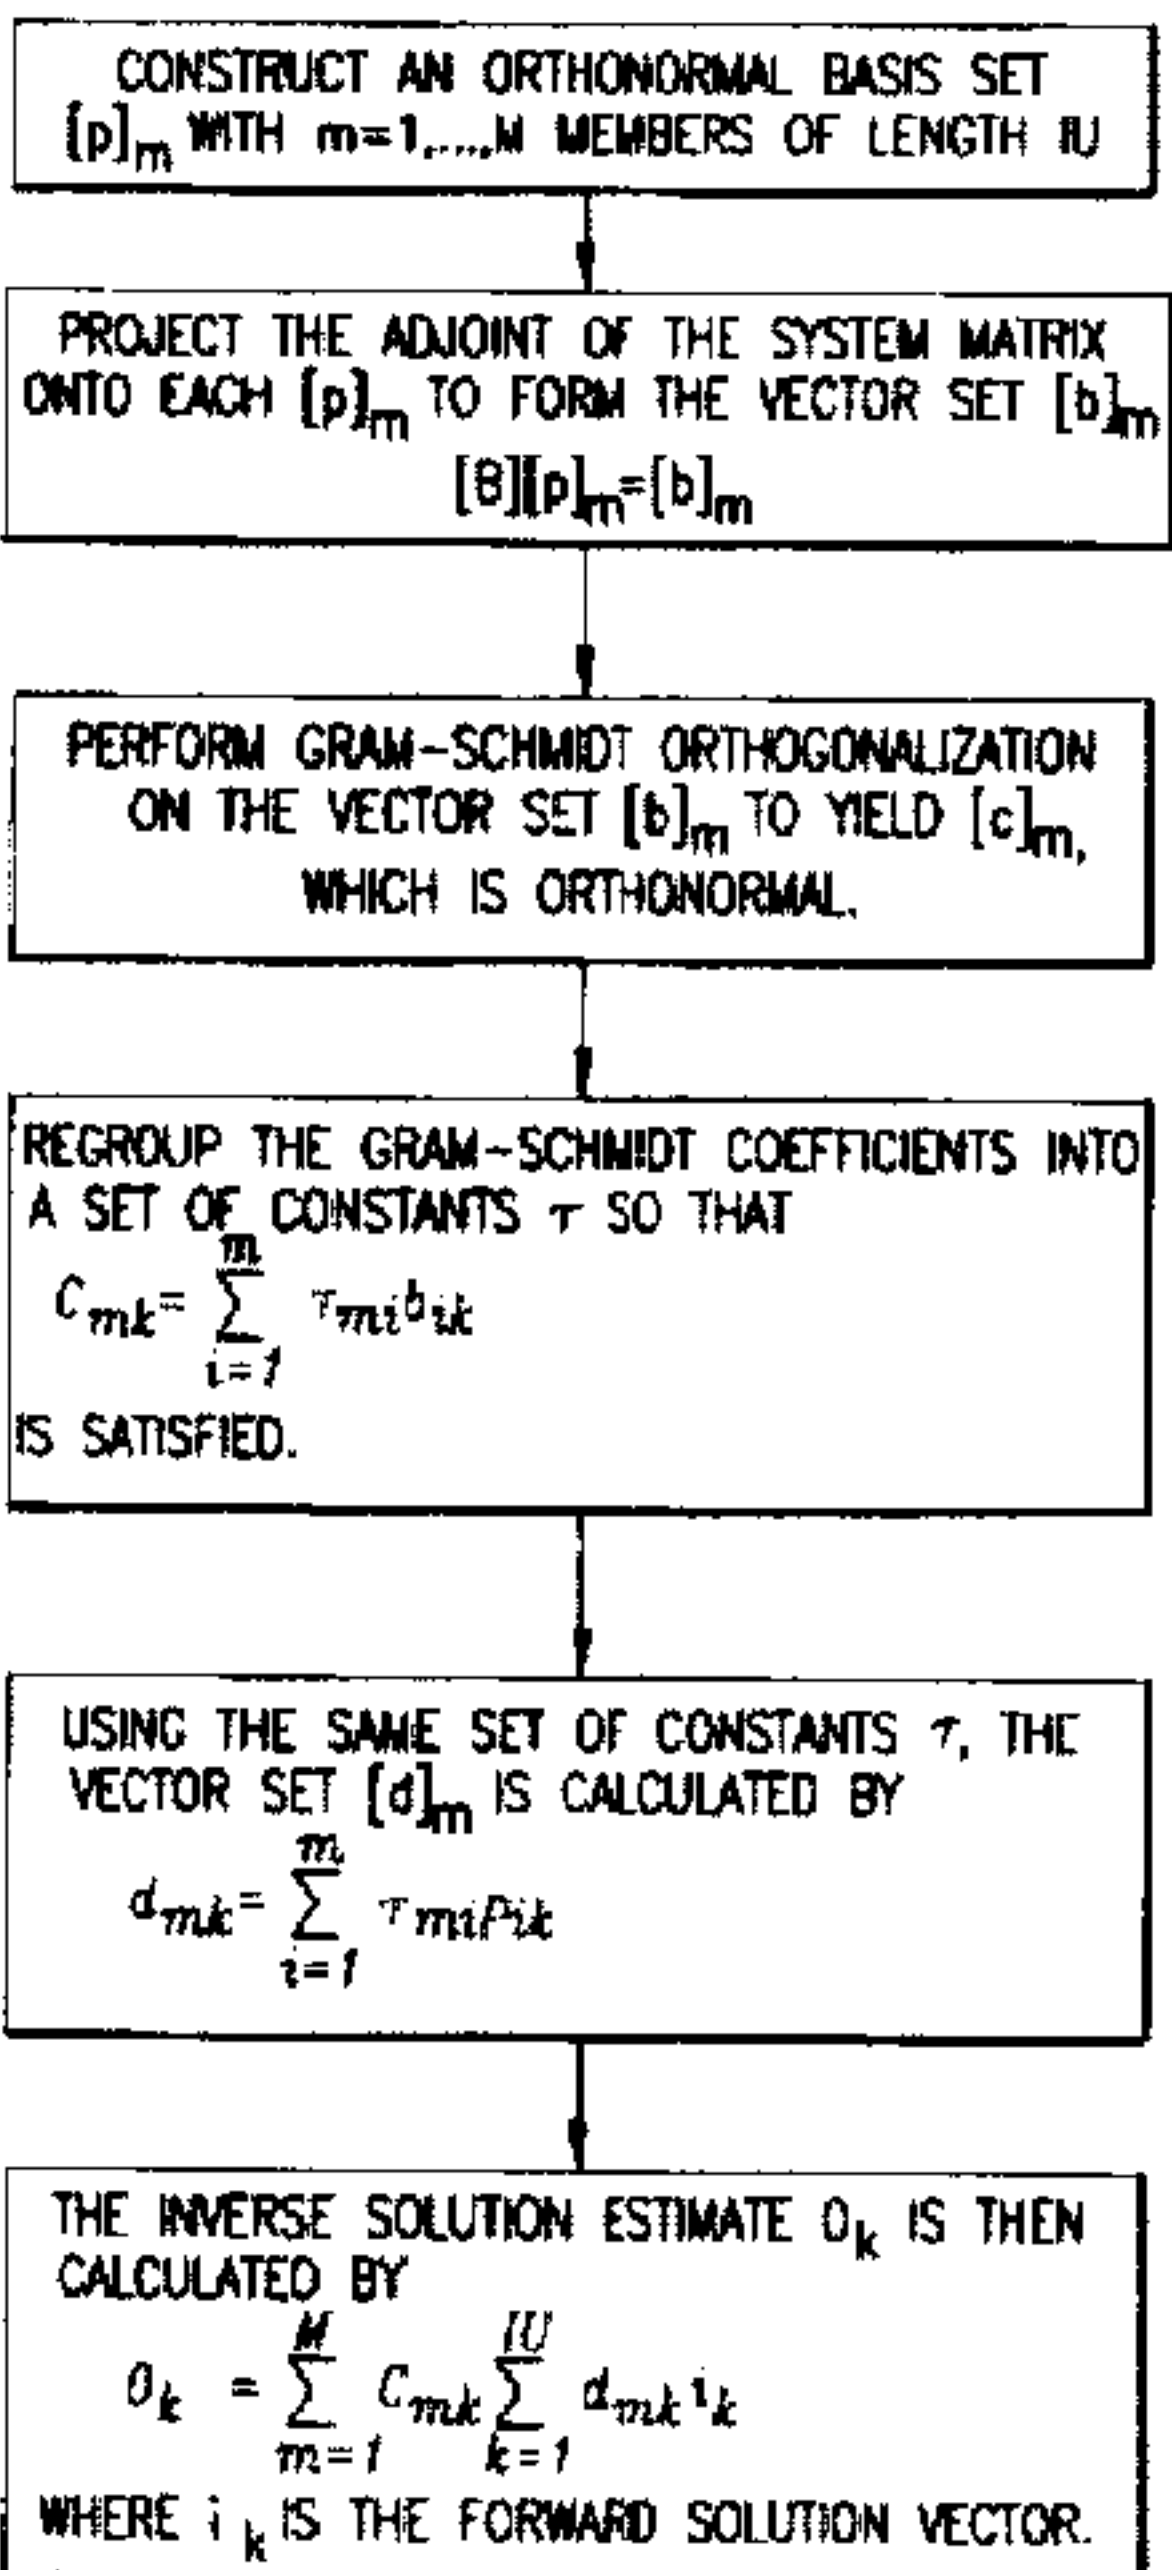 CONSTRUCT AN ORTHONORMAL BASIS SET
[p]m WITH m=1,...,M MEMBERS OF LENGTH IU
PROJECT THE ADJOINT OF THE SYSTEM MATRIX
ONTO EACH [p]m TO FORM THE VECTOR SET [b]m
[B][p]m=[b]m
PERFORM GRAM-SCHMIDT ORTHOGONALIZATION
ON THE VECTOR SET [b]m TO YIELD [c]m,
WHICH IS ORTHONORMAL.
REGROUP THE GRAM-SCHMIDT COEFFICIENTS INTO
A SET OF CONSTANTS τ SO THAT
Cmk= m∑i=1 τmi bik
IS SATISFIED.
USING THE SAME SET OF CONSTANTS τ, THE
VECTOR SET [d]m IS CALCULATED BY
dmk= m∑i=1 τmi pik
THE INVERSE SOLUTION ESTIMATE Ok IS THEN
CALCULATED BY
Ok = M∑m=1 Cmk IU∑k=1 dmk ik
WHERE ik IS THE FORWARD SOLUTION VECTOR.